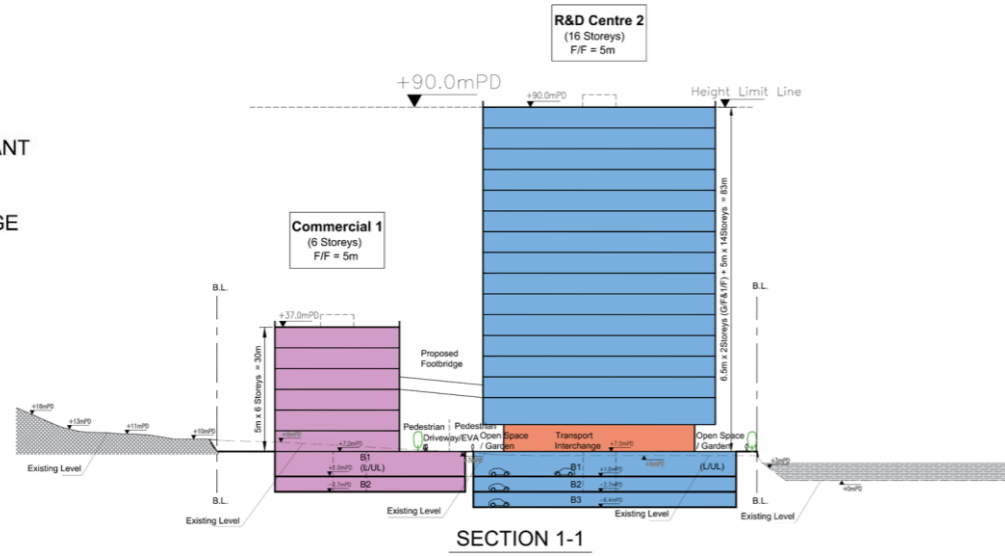 R&D Centre 2
(16 Storeys)
F/F = 5m
+90.0mPD
+90.0mPD
Height Limit Line
ANT
GE
Commercial 1
(6 Storeys)
F/F = 5m
6.5m x 2Storeys (G/F&1/F) + 5m x 14Storeys = 83m
B.L.
B.L.
+37.0mPD
5m x 6 Storeys = 30m
Proposed
Footbridge
+16mPD
+13mPD
+11mPD
+10mPD
Pedestrian
Pedestrian
Driveway/EVA
Open Space
/ Garden
Transport
Interchange
Open Space
/ Garden
+7.0mPD
+7.0mPD
Existing Level
B1
(L/UL)
B2
B1
(L/UL)
+1.0mPD
B2
B3
+3mPD
+0mPD
B.L.
B.L.
Existing Level
Existing Level
Existing Level
Existing Level
SECTION 1-1